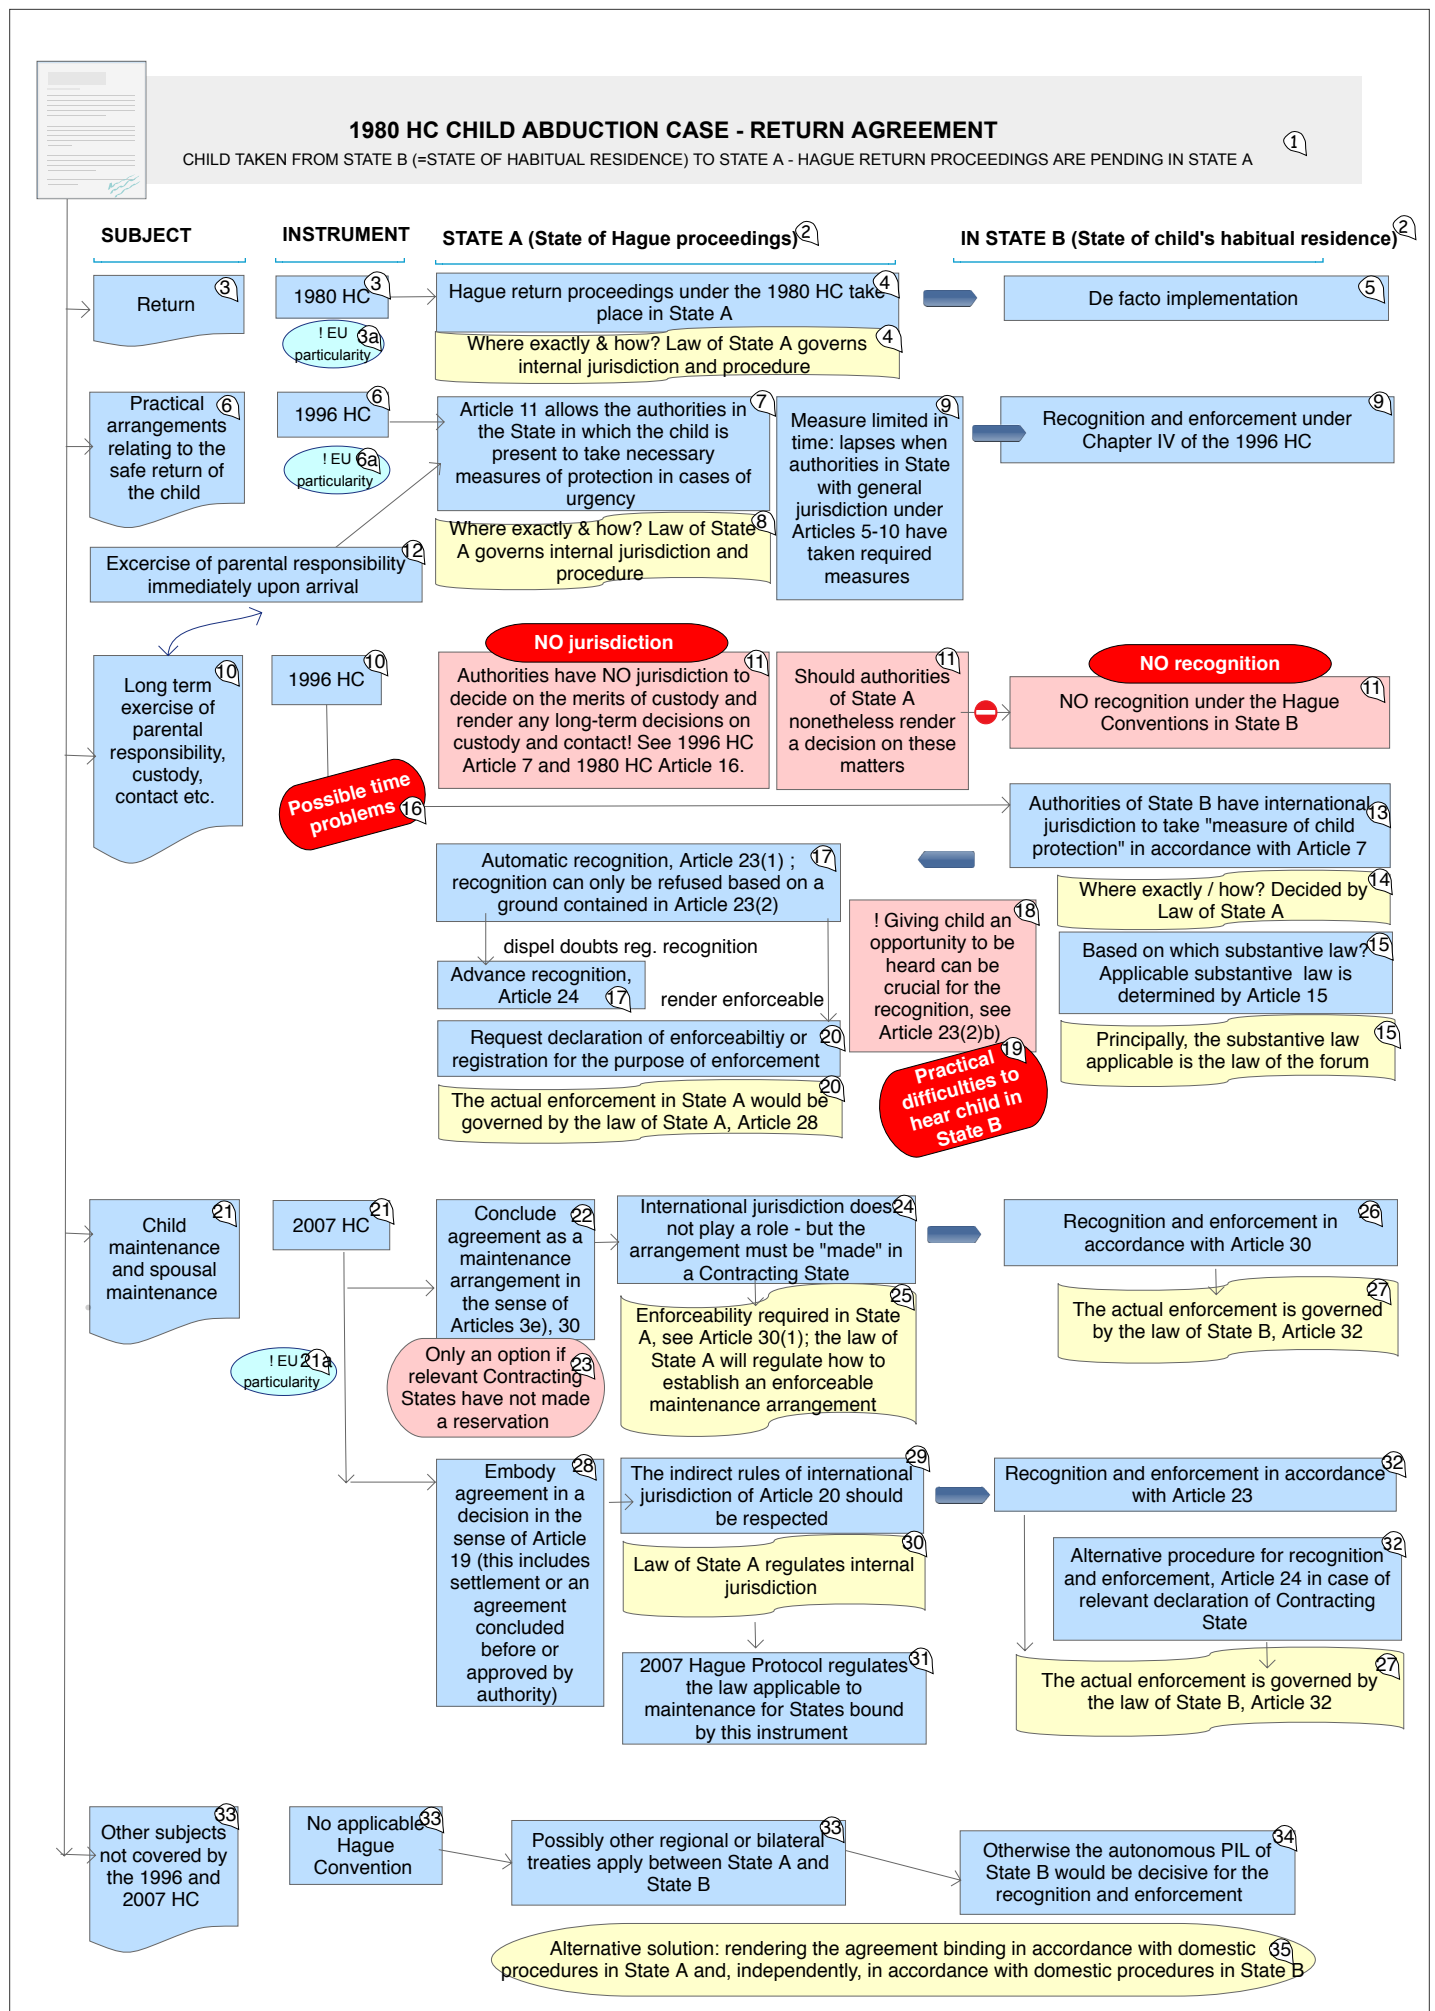 1980 HC CHILD ABDUCTION CASE - RETURN AGREEMENT
CHILD TAKEN FROM STATE B (=STATE OF HABITUAL RESIDENCE) TO STATE A - HAGUE RETURN PROCEEDINGS ARE PENDING IN STATE A
1
SUBJECT
INSTRUMENT
STATE A (State of Hague proceedings)
2
IN STATE B (State of child's habitual residence)
2
Return
3
1980 HC
3
! EU
particularity
3a
Hague return proceedings under the 1980 HC take
place in State A
4
Where exactly & how? Law of State A governs
internal jurisdiction and procedure
4
De facto implementation
5
Practical
arrangements
relating to the
safe return of
the child
6
1996 HC
6
! EU
particularity
6a
Article 11 allows the authorities in
the State in which the child is
present to take necessary
measures of protection in cases of
urgency
7
Where exactly & how? Law of State
A governs internal jurisdiction and
procedure
8
Measure limited in
time: lapses when
authorities in State
with general
jurisdiction under
Articles 5-10 have
taken required
measures
9
Recognition and enforcement under
Chapter IV of the 1996 HC
9
Excercise of parental responsibility
immediately upon arrival
12
Long term
exercise of
parental
responsibility,
custody,
contact etc.
10
1996 HC
10
NO jurisdiction
Authorities have NO jurisdiction to
decide on the merits of custody and
render any long-term decisions on
custody and contact! See 1996 HC
Article 7 and 1980 HC Article 16.
11
Should authorities
of State A
nonetheless render
a decision on these
matters
11
NO recognition
NO recognition under the Hague
Conventions in State B
11
Possible time
problems
16
Authorities of State B have international
jurisdiction to take "measure of child
protection" in accordance with Article 7
13
Where exactly / how? Decided by
Law of State A
14
Based on which substantive law?
Applicable substantive law is
determined by Article 15
15
Principally, the substantive law
applicable is the law of the forum
15
Automatic recognition, Article 23(1) ;
recognition can only be refused based on a
ground contained in Article 23(2)
17
dispel doubts reg. recognition
Advance recognition,
Article 24
17
render enforceable
! Giving child an
opportunity to be
heard can be
crucial for the
recognition, see
Article 23(2)b)
18
Practical
difficulties to
hear child in
State B
19
Request declaration of enforceabiltiy or
registration for the purpose of enforcement
20
The actual enforcement in State A would be
governed by the law of State A, Article 28
20
Child
maintenance
and spousal
maintenance
21
2007 HC
21
! EU
particularity
21a
Conclude
agreement as a
maintenance
arrangement in
the sense of
Articles 3e), 30
22
Only an option if
relevant Contracting
States have not made
a reservation
23
International jurisdiction does
not play a role - but the
arrangement must be "made" in
a Contracting State
24
Enforceability required in State
A, see Article 30(1); the law of
State A will regulate how to
establish an enforceable
maintenance arrangement
25
Recognition and enforcement in
accordance with Article 30
26
The actual enforcement is governed
by the law of State B, Article 32
27
Embody
agreement in a
decision in the
sense of Article
19 (this includes
settlement or an
agreement
concluded
before or
approved by
authority)
28
The indirect rules of international
jurisdiction of Article 20 should
be respected
29
Law of State A regulates internal
jurisdiction
30
2007 Hague Protocol regulates
the law applicable to
maintenance for States bound
by this instrument
31
Recognition and enforcement in accordance
with Article 23
32
Alternative procedure for recognition
and enforcement, Article 24 in case of
relevant declaration of Contracting
State
32
The actual enforcement is governed by
the law of State B, Article 32
27
Other subjects
not covered by
the 1996 and
2007 HC
33
No applicable
Hague
Convention
33
Possibly other regional or bilateral
treaties apply between State A and
State B
33
Otherwise the autonomous PIL of
State B would be decisive for the
recognition and enforcement
34
Alternative solution: rendering the agreement binding in accordance with domestic
procedures in State A and, independently, in accordance with domestic procedures in State B
35